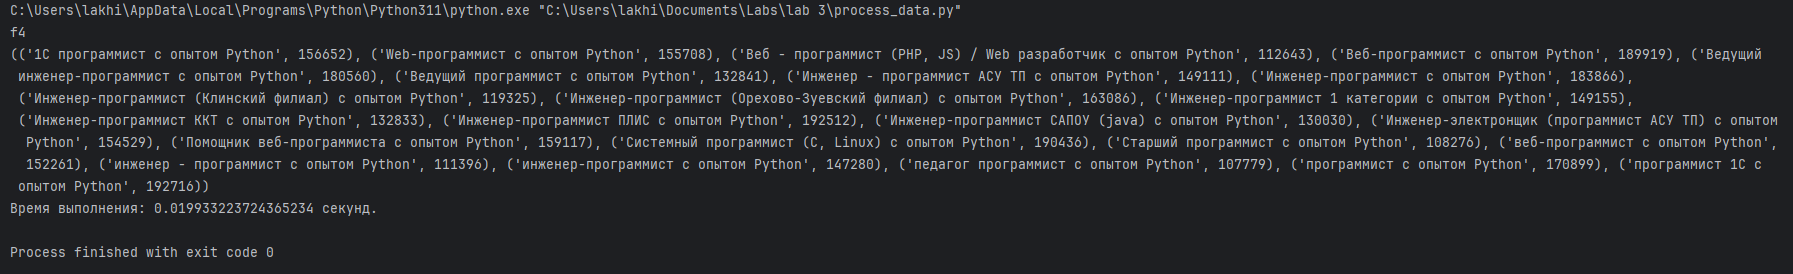 C:\Users\lakhi\AppData\Local\Programs\Python\Python311\python.exe "C:\Users\lakhi\Documents\Labs\lab 3\process_data.py"
f4
(('1С программист с опытом Python', 156652), ('Web-программист с опытом Python', 155708), ('Веб - программист (PHP, JS) / Web разработчик с опытом Python', 112643), ('Веб-программист с опытом Python', 189919), ('Ведущий
инженер-программист с опытом Python', 180560), ('Ведущий программист с опытом Python', 132841), ('Инженер - программист АСУ ТП с опытом Python', 149111), ('Инженер-программист с опытом Python', 183866),
('Инженер-программист (Клинский филиал) с опытом Python', 119325), ('Инженер-программист (Орехово-Зуевский филиал) с опытом Python', 163086), ('Инженер-программист 1 категории с опытом Python', 149155),
('Инженер-программист ККТ с опытом Python', 132833), ('Инженер-программист ПЛИС с опытом Python', 192512), ('Инженер-программист САПОУ (java) с опытом Python', 130030), ('Инженер-электронщик (программист АСУ ТП) с опытом
Python', 154529), ('Помощник веб-программиста с опытом Python', 159117), ('Системный программист (C, Linux) с опытом Python', 190436), ('Старший программист с опытом Python', 108276), ('веб-программист с опытом Python',
152261), ('инженер - программист с опытом Python', 111396), ('инженер-программист с опытом Python', 147280), ('педагог программист с опытом Python', 107779), ('программист с опытом Python', 170899), ('программист 1С с
опытом Python', 192716))
Время выполнения: 0.019933223724365234 секунд.
Process finished with exit code 0